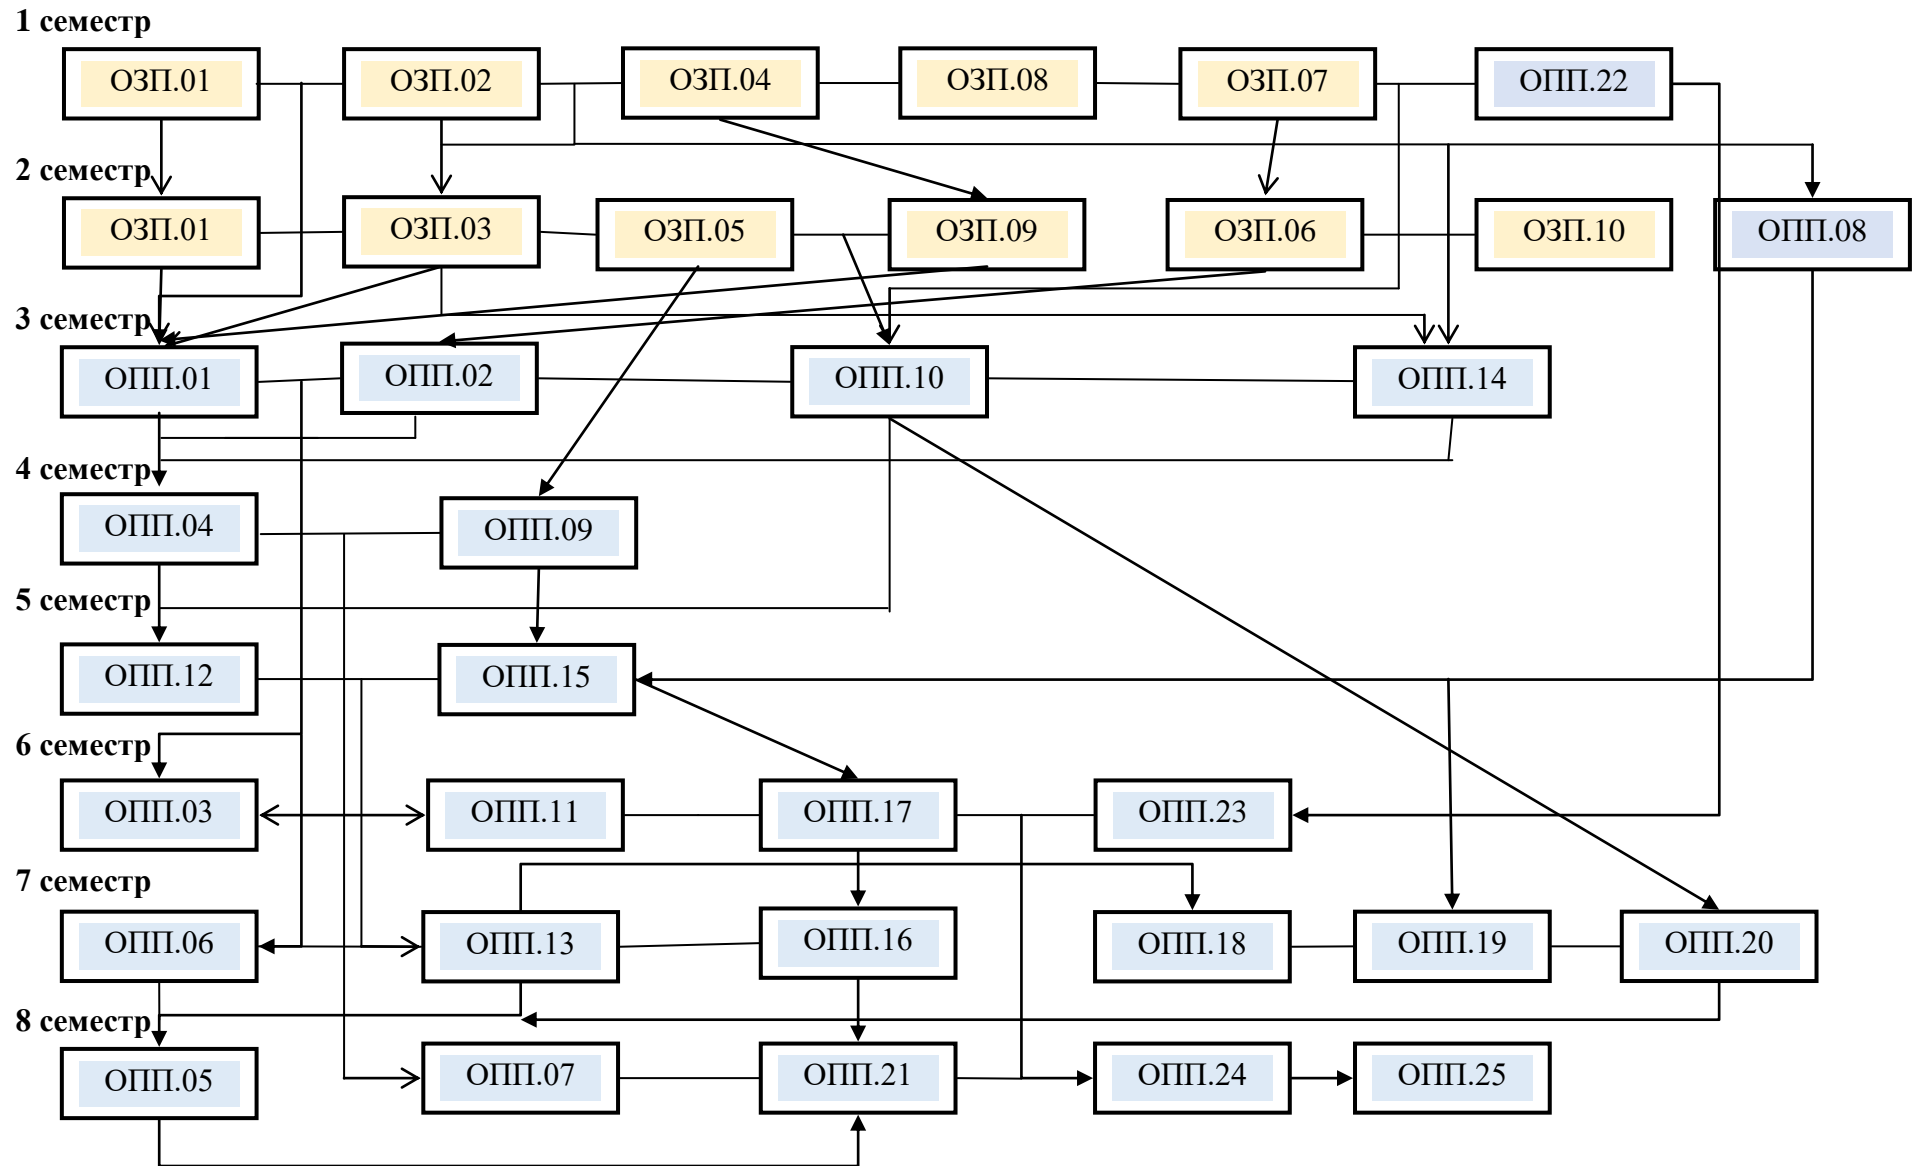 1 семестр
ОЗП.01 ОЗП.02 ОЗП.04 ОЗП.08 ОЗП.07 ОПП.22
2 семестр
ОЗП.01 ОЗП.03 ОЗП.05 ОЗП.09 ОЗП.06 ОЗП.10 ОПП.08
3 семестр
ОПП.01 ОПП.02 ОПП.10 ОПП.14
4 семестр
ОПП.04 ОПП.09
5 семестр
ОПП.12 ОПП.15
6 семестр
ОПП.03 ОПП.11 ОПП.17 ОПП.23
7 семестр
ОПП.06 ОПП.13 ОПП.16 ОПП.18 ОПП.19 ОПП.20
8 семестр
ОПП.05 ОПП.07 ОПП.21 ОПП.24 ОПП.25